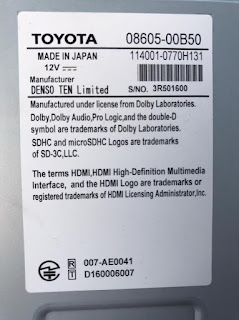 TOYOTA 08605-00B50
MADE IN JAPAN 114001-0770H131
12V
Manufacturer
DENSO TEN Limited S/NO. 3R501600
Manufactured under license from Dolby Laboratories.
Dolby,Dolby Audio,Pro Logic,and the double-D
symbol are trademarks of Dolby Laboratories.
SDHC and microSDHC Logos are trademarks
of SD-3C,LLC.
The terms HDMI,HDMI High-Definition Multimedia
Interface, and the HDMI Logo are trademarks or
registered trademarks of HDMI Licensing Administrator,Inc.
R 007-AE0041
T D160006007